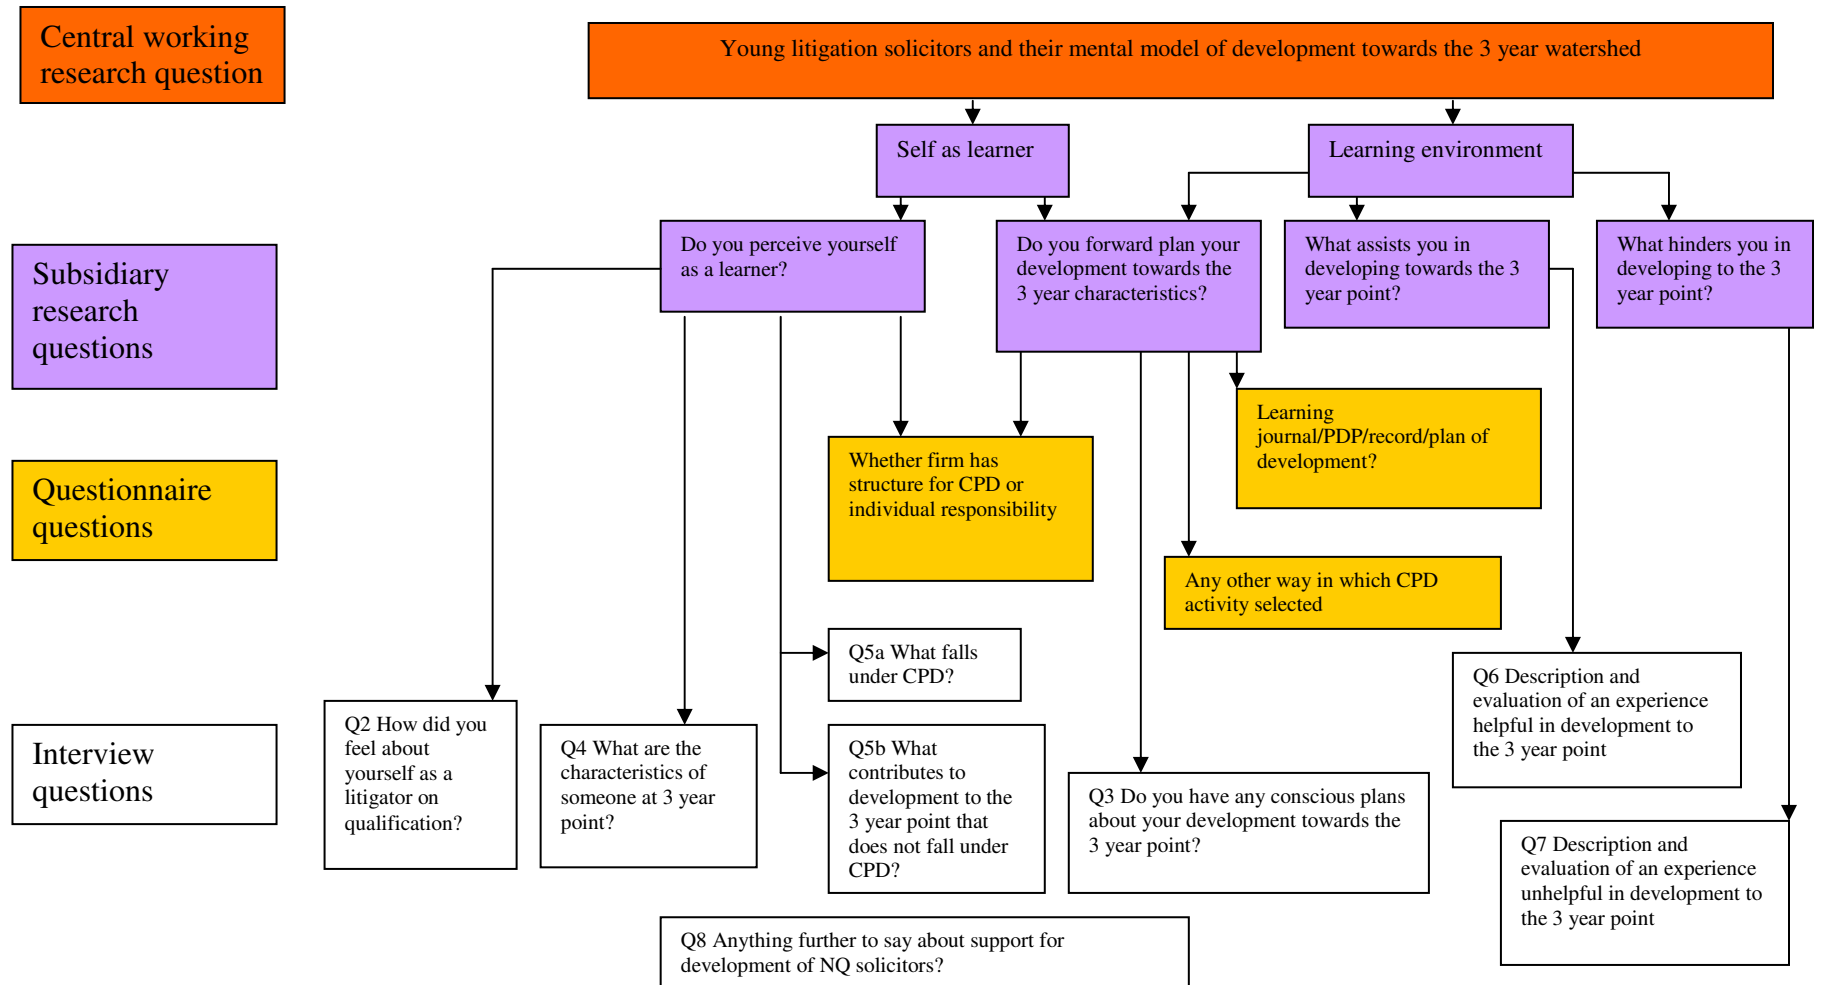 Central working
research question
Young litigation solicitors and their mental model of development towards the 3 year watershed
Self as learner
Learning environment
Subsidiary
research
questions
Do you perceive yourself
as a learner?
Do you forward plan your
development towards the
3 year characteristics?
What assists you in
developing towards the 3
year point?
What hinders you in
developing to the 3
year point?
Questionnaire
questions
Whether firm has
structure for CPD or
individual responsibility
Learning
journal/PDP/record/plan of
development?
Any other way in which CPD
activity selected
Interview
questions
Q2 How did you
feel about
yourself as a
litigator on
qualification?
Q4 What are the
characteristics of
someone at 3 year
point?
Q5a What falls
under CPD?
Q5b What
contributes to
development to the
3 year point that
does not fall under
CPD?
Q3 Do you have any conscious plans
about your development towards the
3 year point?
Q6 Description and
evaluation of an experience
helpful in development to
the 3 year point
Q7 Description and
evaluation of an experience
unhelpful in development to
the 3 year point
Q8 Anything further to say about support for
development of NQ solicitors?